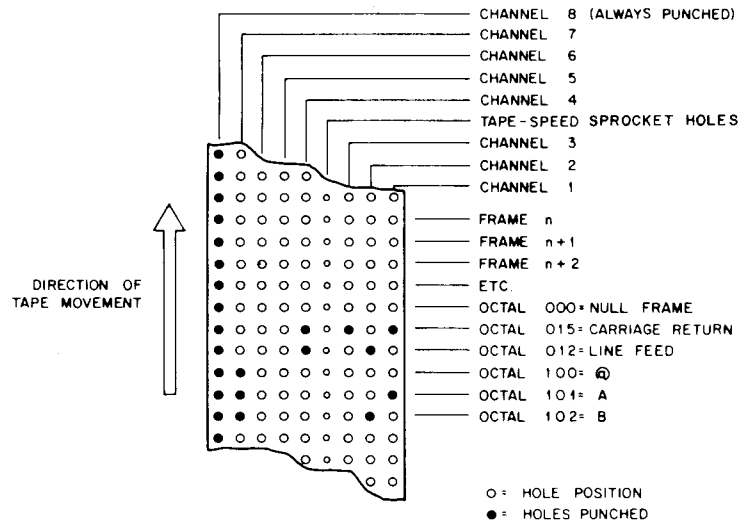 CHANNEL 8 (ALWAYS PUNCHED)
CHANNEL 7
CHANNEL 6
CHANNEL 5
CHANNEL 4
TAPE-SPEED SPROCKET HOLES
CHANNEL 3
CHANNEL 2
CHANNEL 1
FRAME n
FRAME n+1
FRAME n+2
ETC.
OCTAL 000= NULL FRAME
OCTAL 015= CARRIAGE RETURN
OCTAL 012= LINE FEED
OCTAL 100= @
OCTAL 101= A
OCTAL 102= B
DIRECTION OF
TAPE MOVEMENT
○= HOLE POSITION
●= HOLES PUNCHED